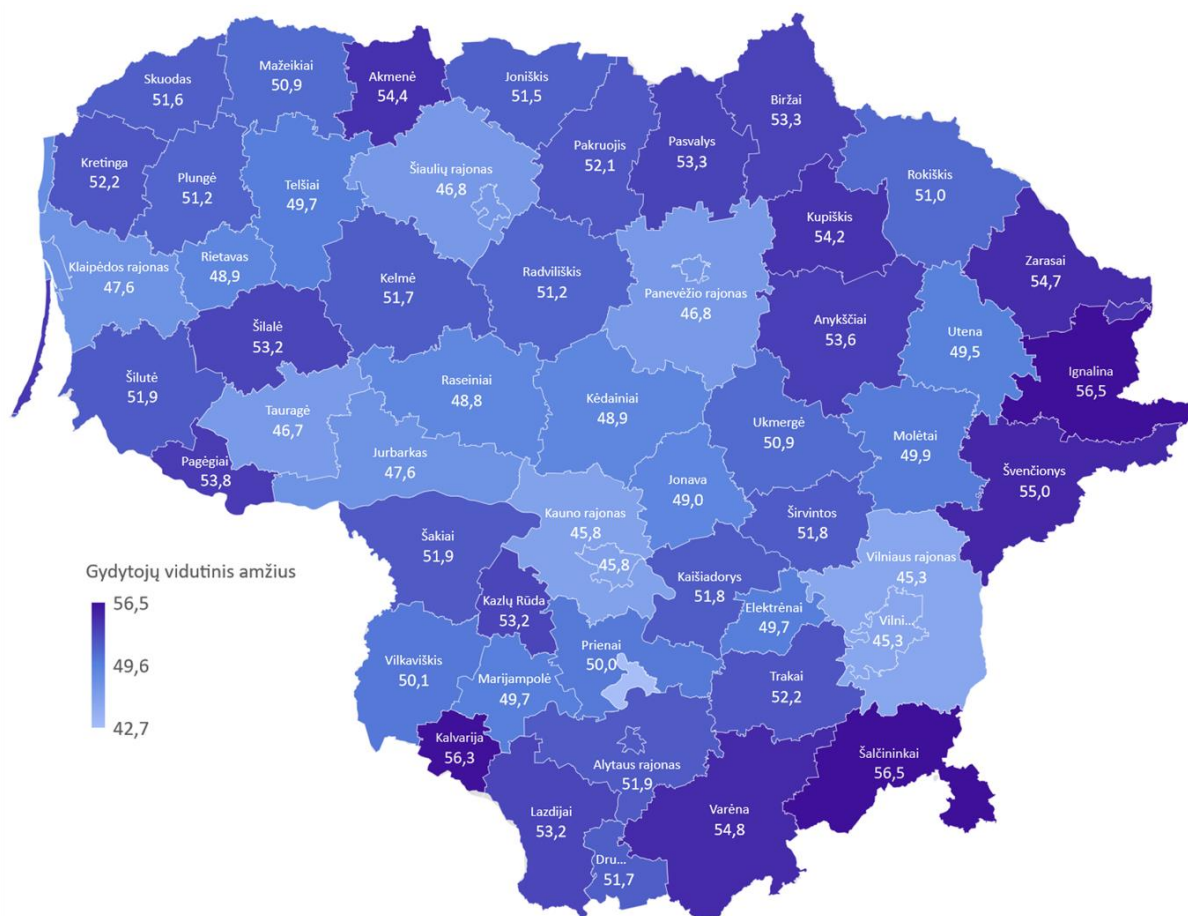 Skuodas
51,6
Mažeikiai
50,9
Akmenė
54,4
Joniškis
51,5
Biržai
53,3
Kretinga
52,2
Plungė
51,2
Telšiai
49,7
Šiaulių rajonas
46,8
Pakruojis
52,1
Pasvalys
53,3
Rokiškis
51,0
Kupiškis
54,2
Zarasai
54,7
Klaipėdos rajonas
47,6
Rietavas
48,9
Kelmė
51,7
Radviliškis
51,2
Panevėžio rajonas
46,8
Anykščiai
53,6
Utena
49,5
Ignalina
56,5
Šilalė
53,2
Šilutė
51,9
Tauragė
46,7
Raseiniai
48,8
Kėdainiai
48,9
Ukmergė
50,9
Molėtai
49,9
Švenčionys
55,0
Pagėgiai
53,8
Jurbarkas
47,6
Jonava
49,0
Širvintos
51,8
Kauno rajonas
45,8
45,8
Šakiai
51,9
Kaišiadorys
51,8
Vilniaus rajonas
45,3
Vilni...
45,3
Gydytojų vidutinis amžius
56,5
49,6
42,7
Kazlų Rūda
53,2
Elektrėnai
49,7
Prienai
50,0
Vilkaviškis
50,1
Marijampolė
49,7
Trakai
52,2
Kalvarija
56,3
Alytaus rajonas
51,9
Šalčininkai
56,5
Lazdijai
53,2
Varėna
54,8
Dru...
51,7